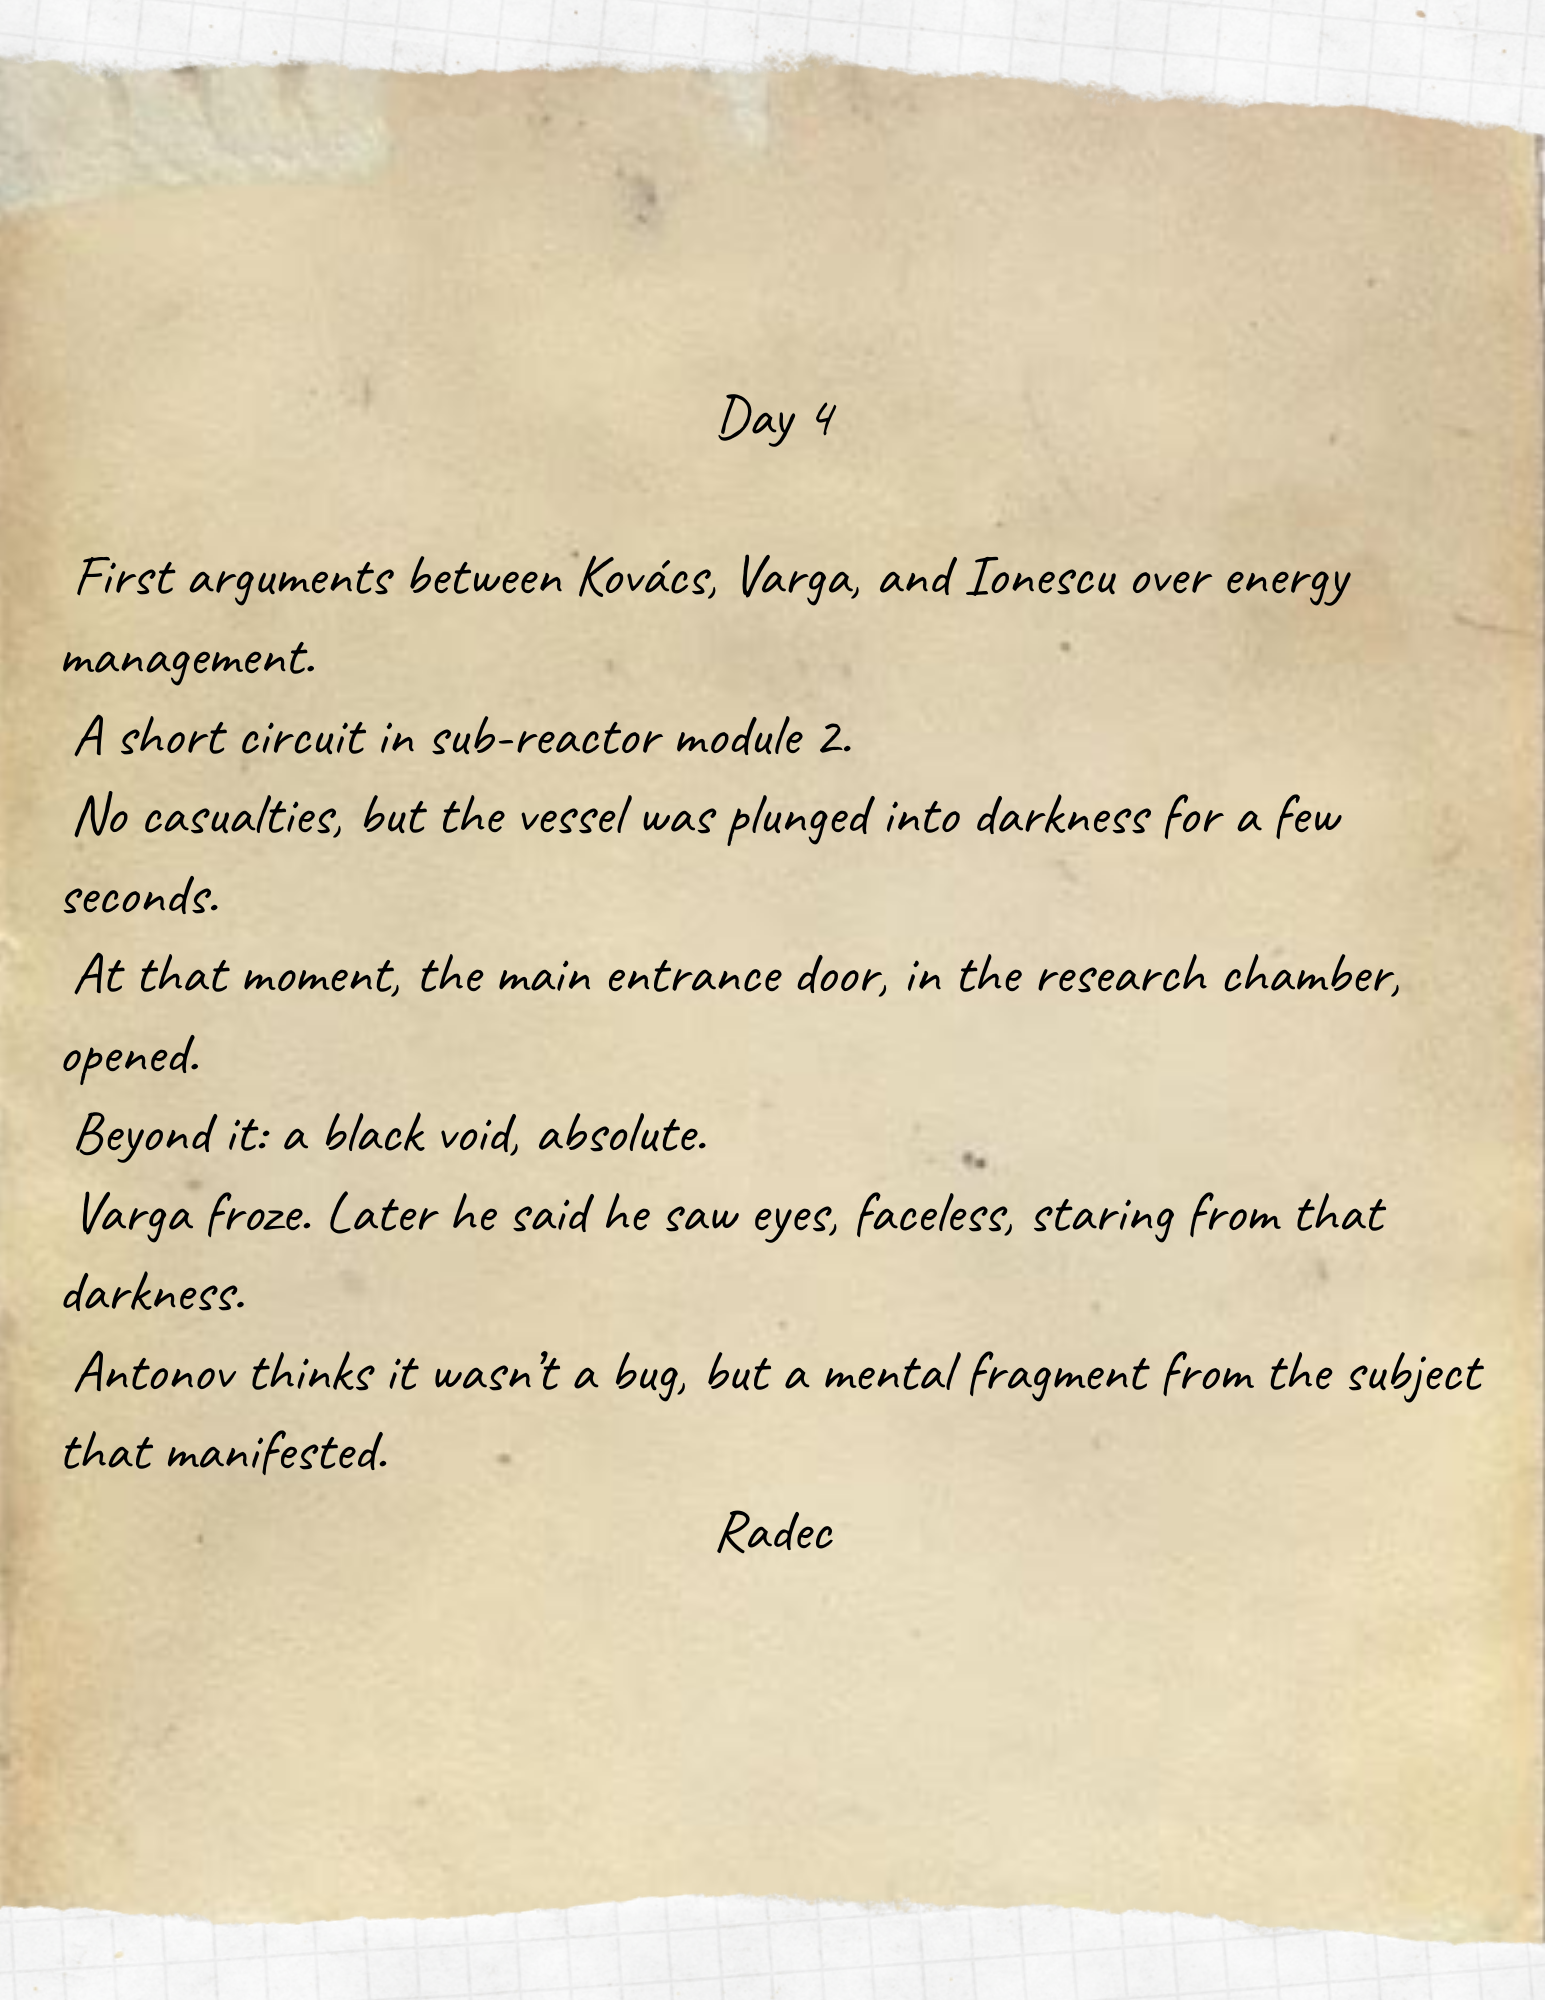 Day 4
First arguments between Kovács, Varga, and Ionescu over energy
management.
A short circuit in sub-reactor module 2.
No casualties, but the vessel was plunged into darkness for a few
seconds.
At that moment, the main entrance door, in the research chamber,
opened.
Beyond it: a black void, absolute.
Varga froze. Later he said he saw eyes, faceless, staring from that
darkness.
Antonov thinks it wasn’t a bug, but a mental fragment from the subject
that manifested.
Radec